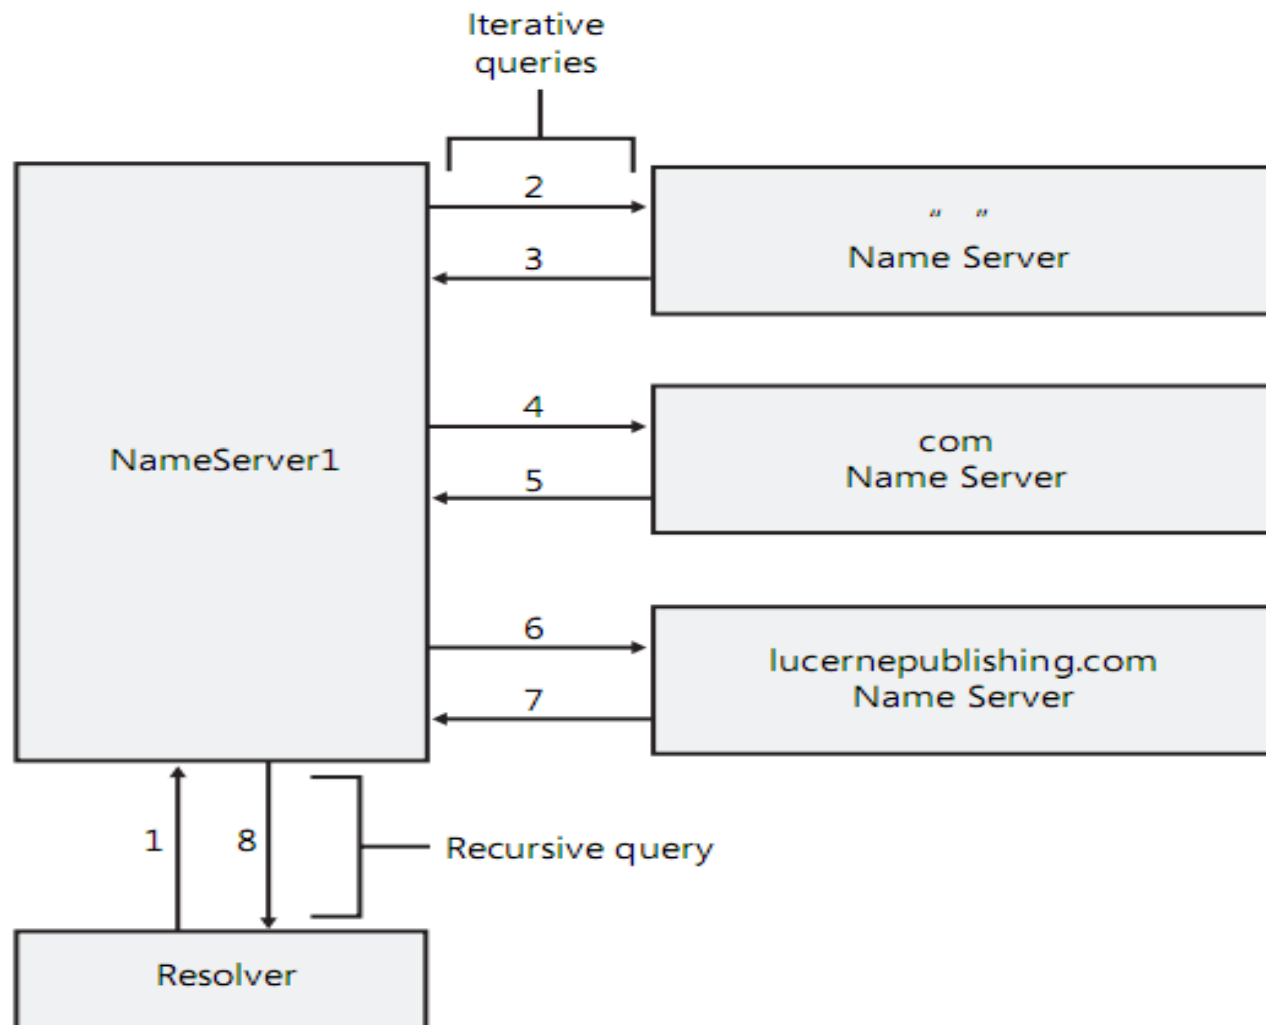 Iterative
queries
2
“ ”
Name Server
3
4
com
Name Server
NameServer1
5
6
lucernepublishing.com
Name Server
7
1
8
Recursive query
Resolver